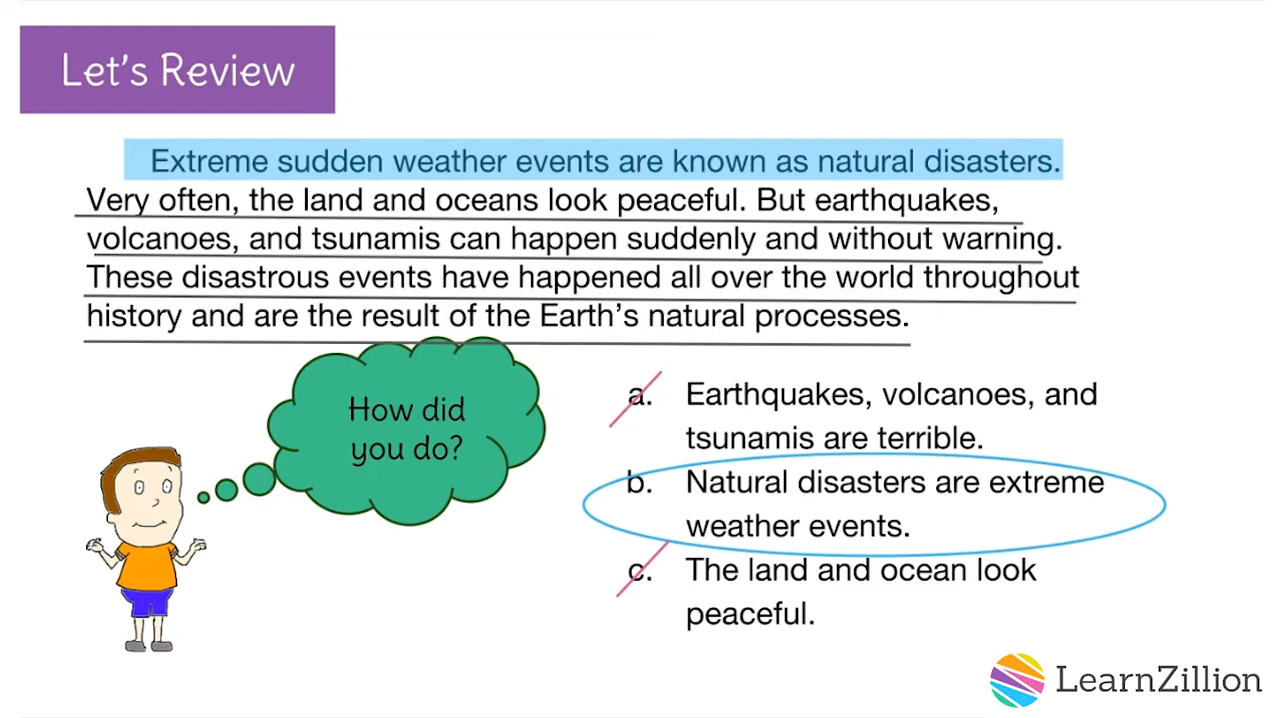 Let's Review
Extreme sudden weather events are known as natural disasters.
Very often, the land and oceans look peaceful. But earthquakes,
volcanoes, and tsunamis can happen suddenly and without warning.
These disastrous events have happened all over the world throughout
history and are the result of the Earth's natural processes.
How did
you do?
a. Earthquakes, volcanoes, and
tsunamis are terrible.
b. Natural disasters are extreme
weather events.
c. The land and ocean look
peaceful.
LearnZillion